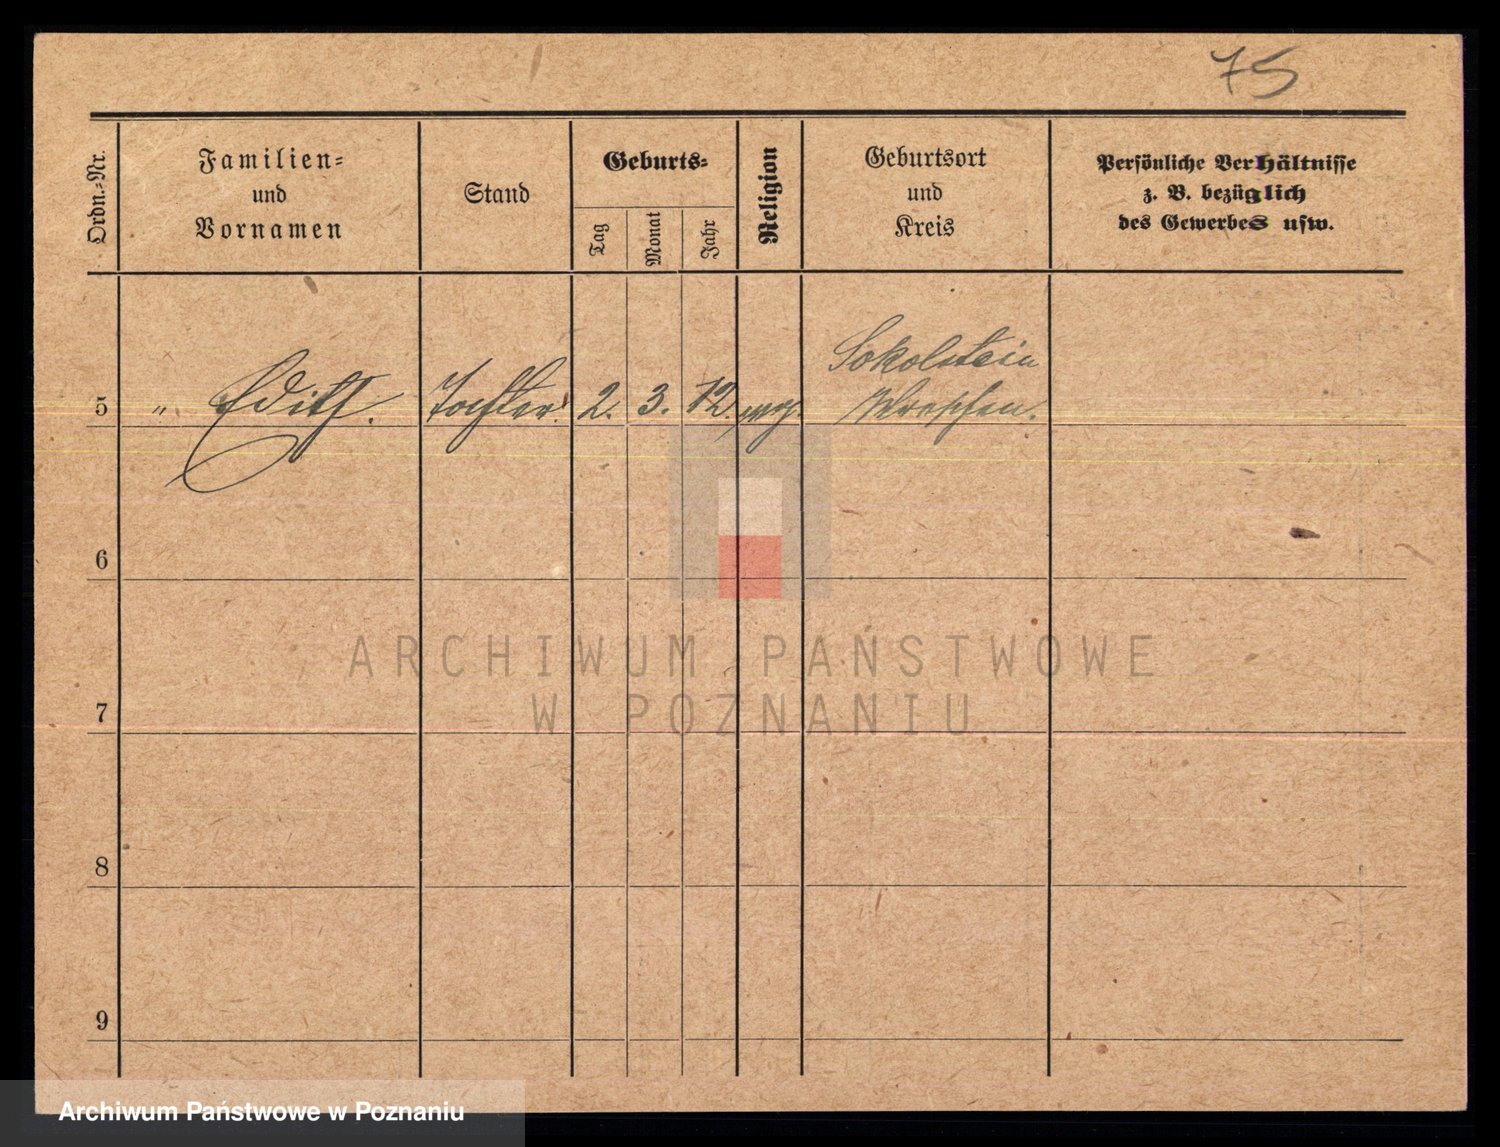 75
Ordn.-Nr.
Familien-
und
Vornamen
Stand
Geburts-
Tag
Monat
Jahr
Religion
Geburtsort
und
Kreis
Persönliche Verhältnisse
z. B. bezüglich
des Gewerbes usw.
Sokolstein
5 " Edith. Tochter. 2. 3. 12. Wreschen.
6
7
8
9
ARCHIWUM PAŃSTWOWE
W POZNANIU
Archiwum Państwowe w Poznaniu